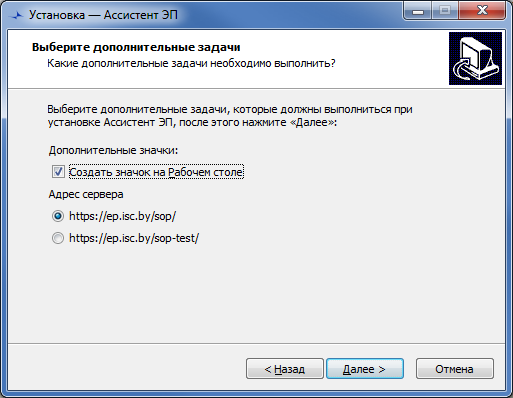 Установка — Ассистент ЭП
Выберите дополнительные задачи
Какие дополнительные задачи необходимо выполнить?
Выберите дополнительные задачи, которые должны выполниться при
установке Ассистент ЭП, после этого нажмите «Далее»:
Дополнительные значки:
Создать значок на Рабочем столе
Адрес сервера
https://ep.isc.by/sop/
https://ep.isc.by/sop-test/
< Назад
Далее >
Отмена